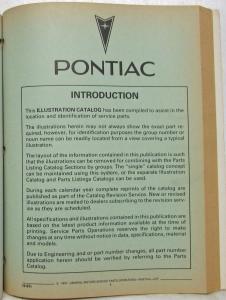 PONTIAC
INTRODUCTION
This ILLUSTRATION CATALOG has been compiled to assist in the
location and identification of service parts.
The illustrations herein may not always show the exact part re-
quired, however, for identification purposes the group number or
noun name can be readily located from a view covering a typical
illustration.
The layout of the information contained in this publication is such
that the illustrations can be removed for combining with the Parts
Listing Catalog Sections by groups. The "single" catalog concept
can be maintained using this system, or the separate Illustration
Catalog and Parts Listings Catalogs can be used.
During each calendar year complete reprints of the catalog are
published as part of the Catalog Revision Service. New or revised
illustrations are mailed to dealers subscribing to the revision serv-
ice as they are scheduled.
All specifications and illustrations contained in this publication are
based on the latest product information available at the time of
printing. Service Parts Operations reserves the right to make
changes at any time without notice in data, specifications, material
and models.
Due to Engineering and/or part number changes, all part number
application herein should be verified by referring to the Parts
Catalog.